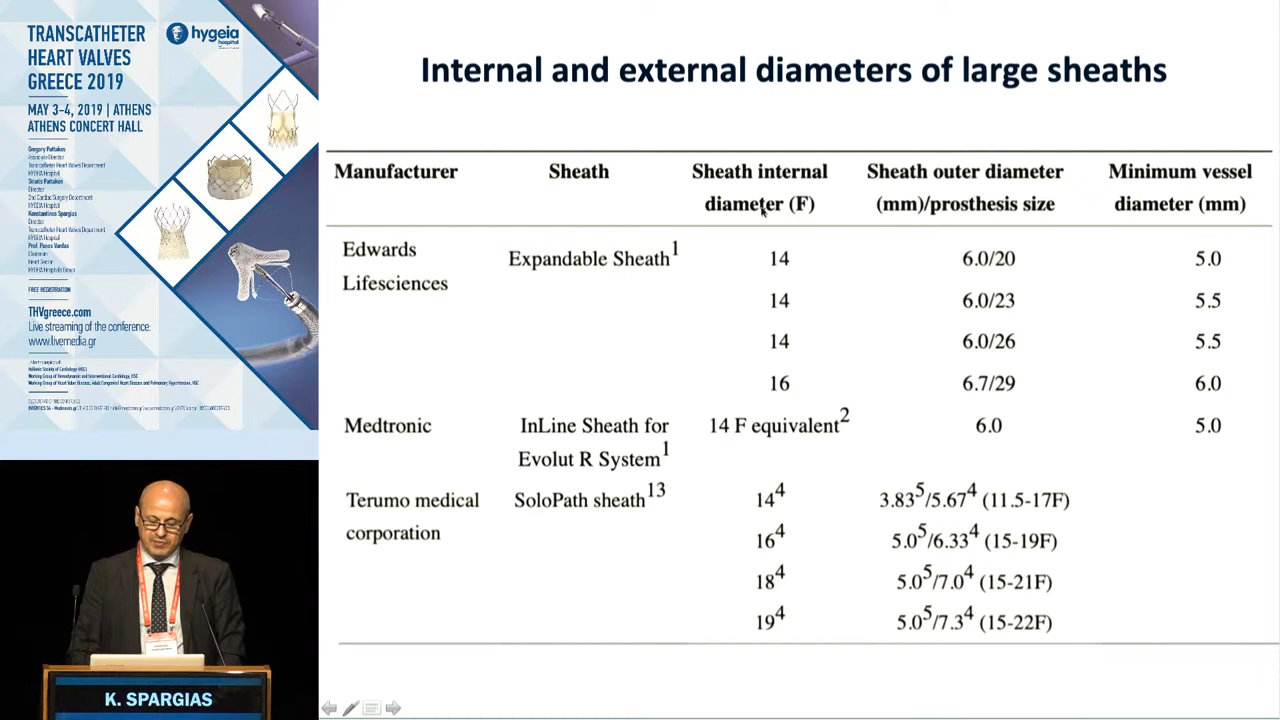 TRANSCATHETER
HEART VALVES
GREECE 2019
MAY 3-4, 2019 | ATHENS
ATHENS CONCERT HALL
Gregory Pattakos
Associate Director
Transcatheter Heart Valves Department
HYGEIA Hospital
Stratis Pattakos
Director
2nd Cardiac Surgery Department
HYGEIA Hospital
Konstantinos Spargias
Director
Transcatheter Heart Valves Department
HYGEIA Hospital
Prof. Panos Vardas
Chairman
Heart Sector
HYGEIA Hospitals Group
FREE REGISTRATION
THVgreece.com
Live streaming of the conference:
www.livemedia.gr
hygeia
hospital
K. SPARGIAS
Internal and external diameters of large sheaths
Manufacturer Sheath Sheath internal diameter (F) Sheath outer diameter (mm)/prosthesis size Minimum vessel diameter (mm)
Edwards Lifesciences Expandable Sheath1 14 6.0/20 5.0
14 6.0/23 5.5
14 6.0/26 5.5
16 6.7/29 6.0
Medtronic InLine Sheath for Evolut R System1 14 F equivalent2 6.0 5.0
Terumo medical corporation SoloPath sheath13 144 3.835/5.674 (11.5-17F)
164 5.05/6.334 (15-19F)
184 5.05/7.04 (15-21F)
194 5.05/7.34 (15-22F)